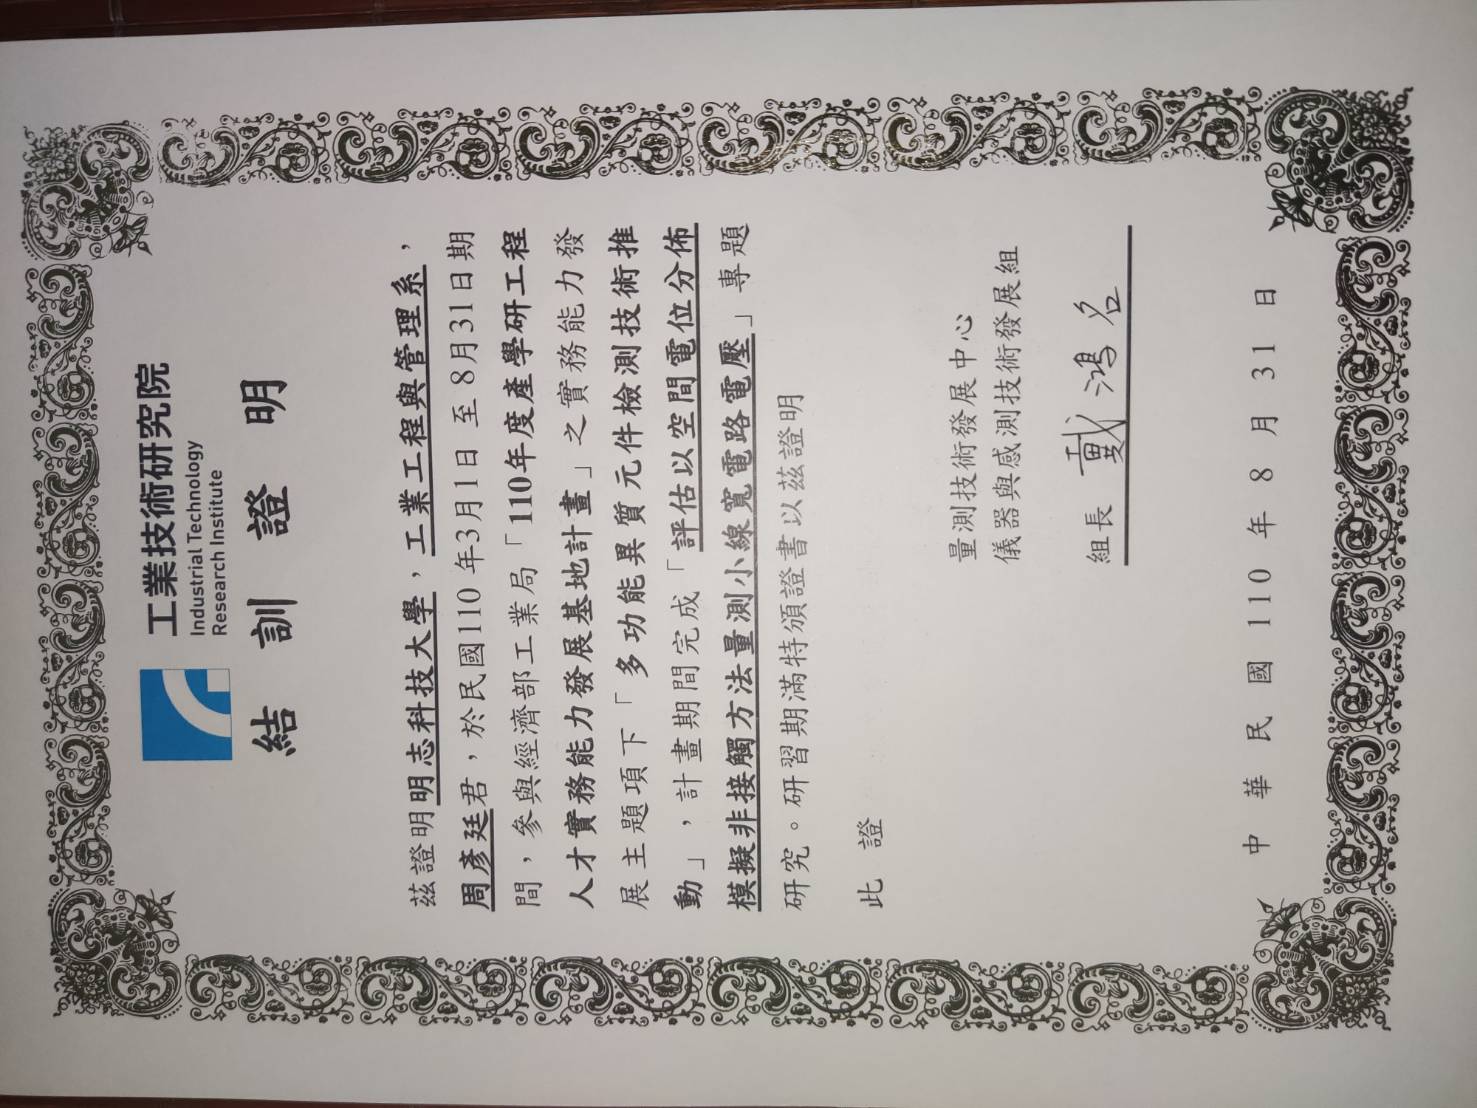 工業技術研究院
Industrial Technology
Research Institute
結訓證明
茲證明明志科技大學，工業工程與管理系，
周彥廷君，於民國110 年3月1日 至 8月31日期
間，參與經濟部工業局「110年度產學研工程
人才實務能力發展基地計畫」之實務能力發
展主題項下「多功能異質元件檢測技術推
動」，計畫期間完成「評估以空間電位分佈
模擬非接觸方法量測小線寬電路電壓」專題
研究。研習期滿特頒證書以茲證明
此 證
量測技術發展中心
儀器與感測技術發展組
組長 戴鴻名
中華民國 110 年 8 月 31 日